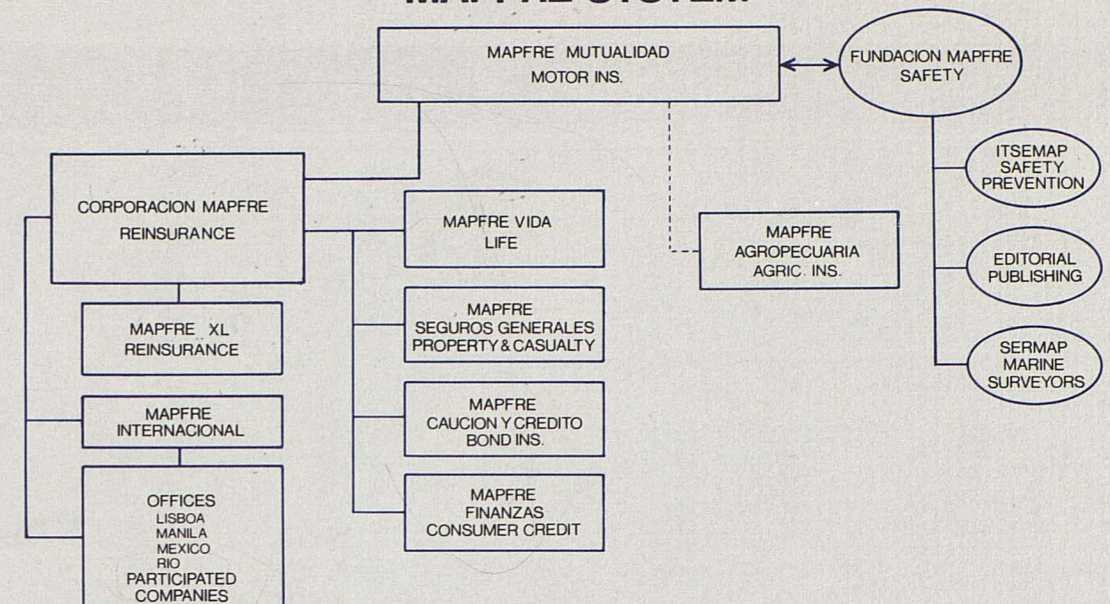 MAPFRE SYSTEM
MAPFRE MUTUALIDAD
MOTOR INS.
FUNDACION MAPFRE
SAFETY
ITSEMAP
SAFETY
PREVENTION
EDITORIAL
PUBLISHING
SERMAP
MARINE
SURVEYORS
CORPORACION MAPFRE
REINSURANCE
MAPFRE XL
REINSURANCE
MAPFRE
INTERNACIONAL
OFFICES
LISBOA
MANILA
MEXICO
RIO
PARTICIPATED
COMPANIES
MAPFRE VIDA
LIFE
MAPFRE
SEGUROS GENERALES
PROPERTY & CASUALTY
MAPFRE
CAUCION Y CREDITO
BOND INS.
MAPFRE
FINANZAS
CONSUMER CREDIT
MAPFRE
AGROPECUARIA
AGRIC. INS.